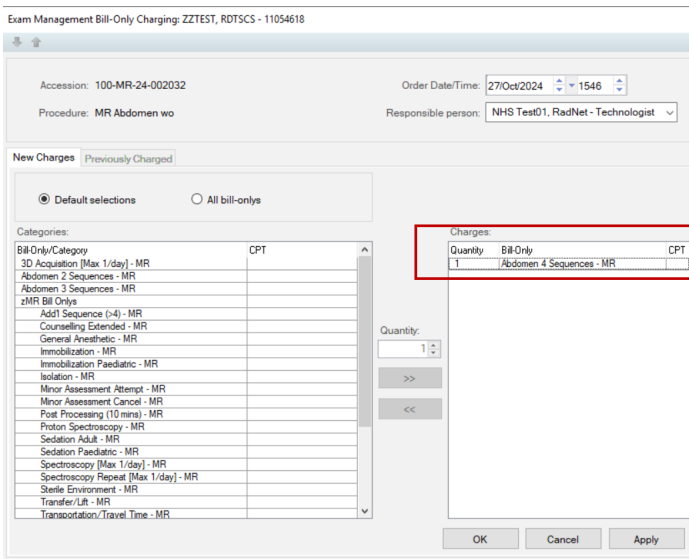 Exam Management Bill-Only Charging: ZZTEST, RDTSCS - 11054618
Accession: 100-MR-24-002032 Order Date/Time: 27/Oct/2024 1546
Procedure: MR Abdomen wo Responsible person: NHS Test01, RadNet - Technologist
New Charges Previously Charged
Default selections All bill-onlys
Categories: Charges:
Bill-Only/Category CPT Quantity Bill-Only CPT
3D Acquisition [Max 1/day] - MR 1 Abdomen 4 Sequences - MR
Abdomen 2 Sequences - MR
Abdomen 3 Sequences - MR
zMR Bill Onlys
Add'l Sequence (>4) - MR
Counselling Extended - MR
General Anesthetic - MR
Immobilization - MR
Immobilization Paediatric - MR
Isolation - MR
Minor Assessment Attempt - MR
Minor Assessment Cancel - MR
Post Processing (10 mins) - MR
Proton Spectroscopy - MR
Sedation Adult - MR
Sedation Paediatric - MR
Spectroscopy [Max 1/day] - MR
Spectroscopy Repeat [Max 1/day] - MR
Sterile Environment - MR
Transfer/Lift - MR
Transportation/Travel Time - MR
Quantity:
1
>>
<<
OK Cancel Apply